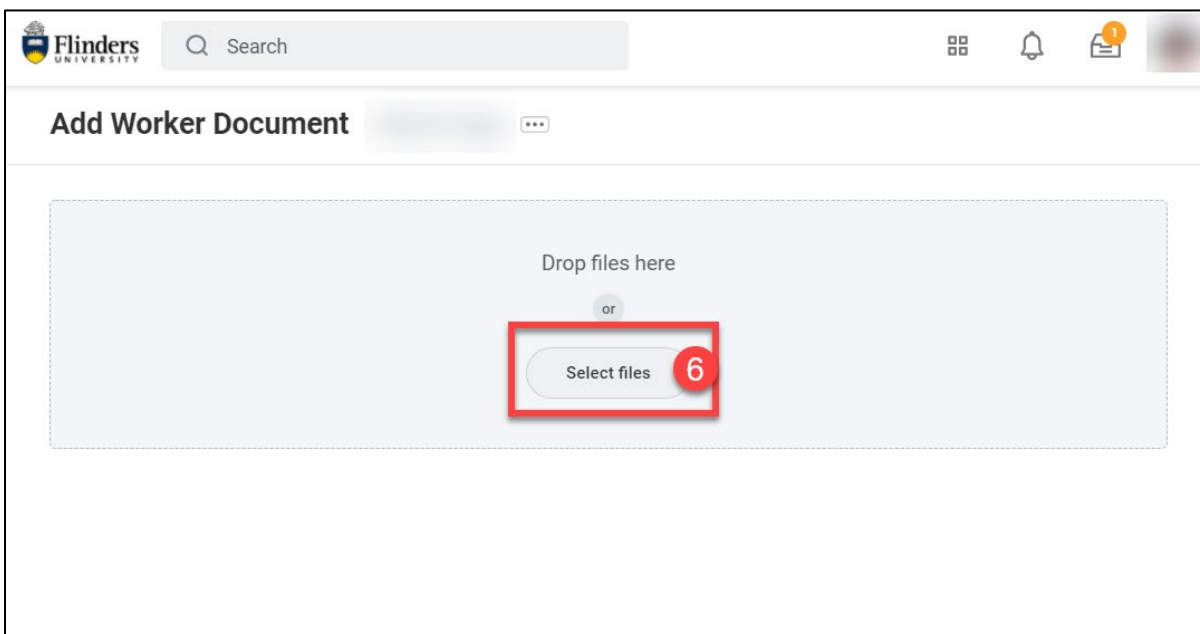 Flinders
UNIVERSITY
Search
1
Add Worker Document
Drop files here
or
Select files
6